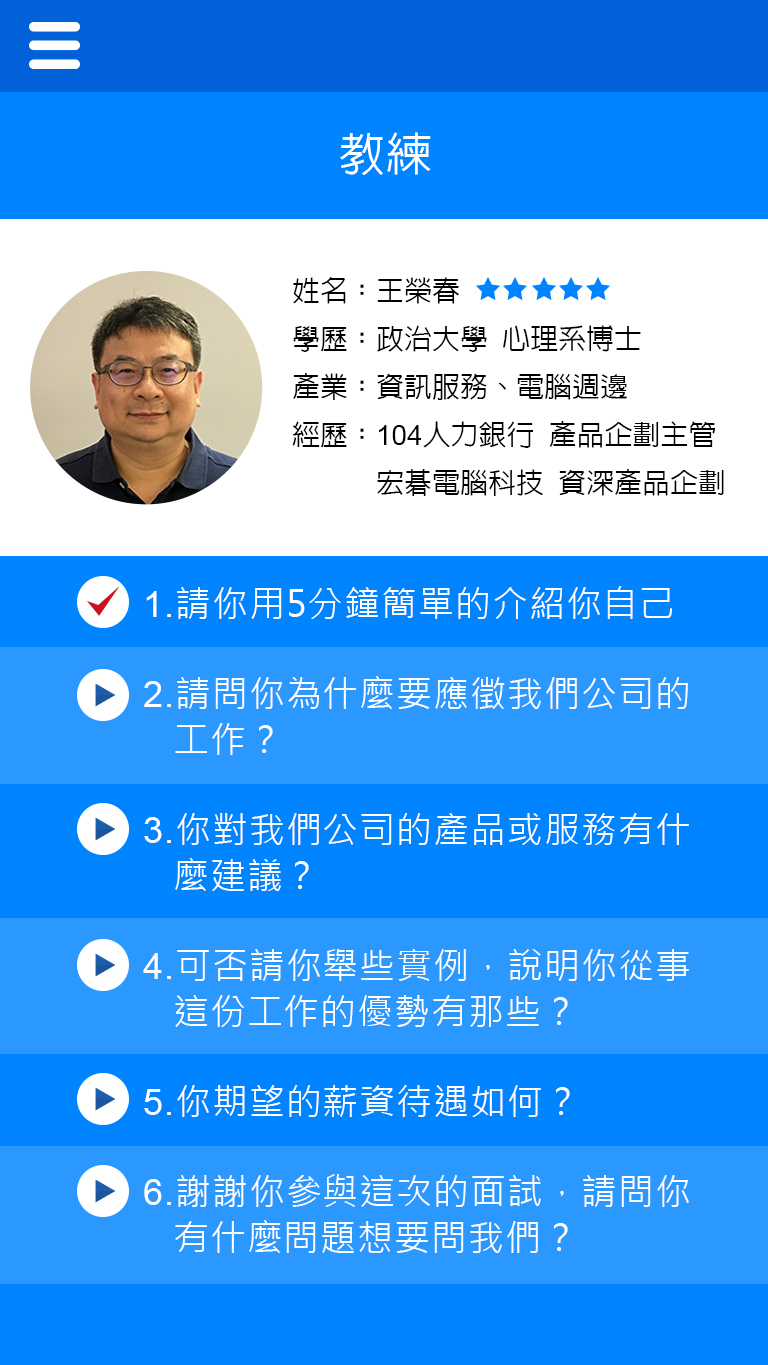 教練
姓名：王榮春
學歷：政治大學 心理系博士
產業：資訊服務、電腦週邊
經歷：104人力銀行 產品企劃主管
宏碁電腦科技 資深產品企劃
1.請你用5分鐘簡單的介紹你自己
2.請問你為什麼要應徵我們公司的
工作？
3.你對我們公司的產品或服務有什
麼建議？
4.可否請你舉些實例，說明你從事
這份工作的優勢有那些？
5.你期望的薪資待遇如何？
6.謝謝你參與這次的面試，請問你
有什麼問題想要問我們？